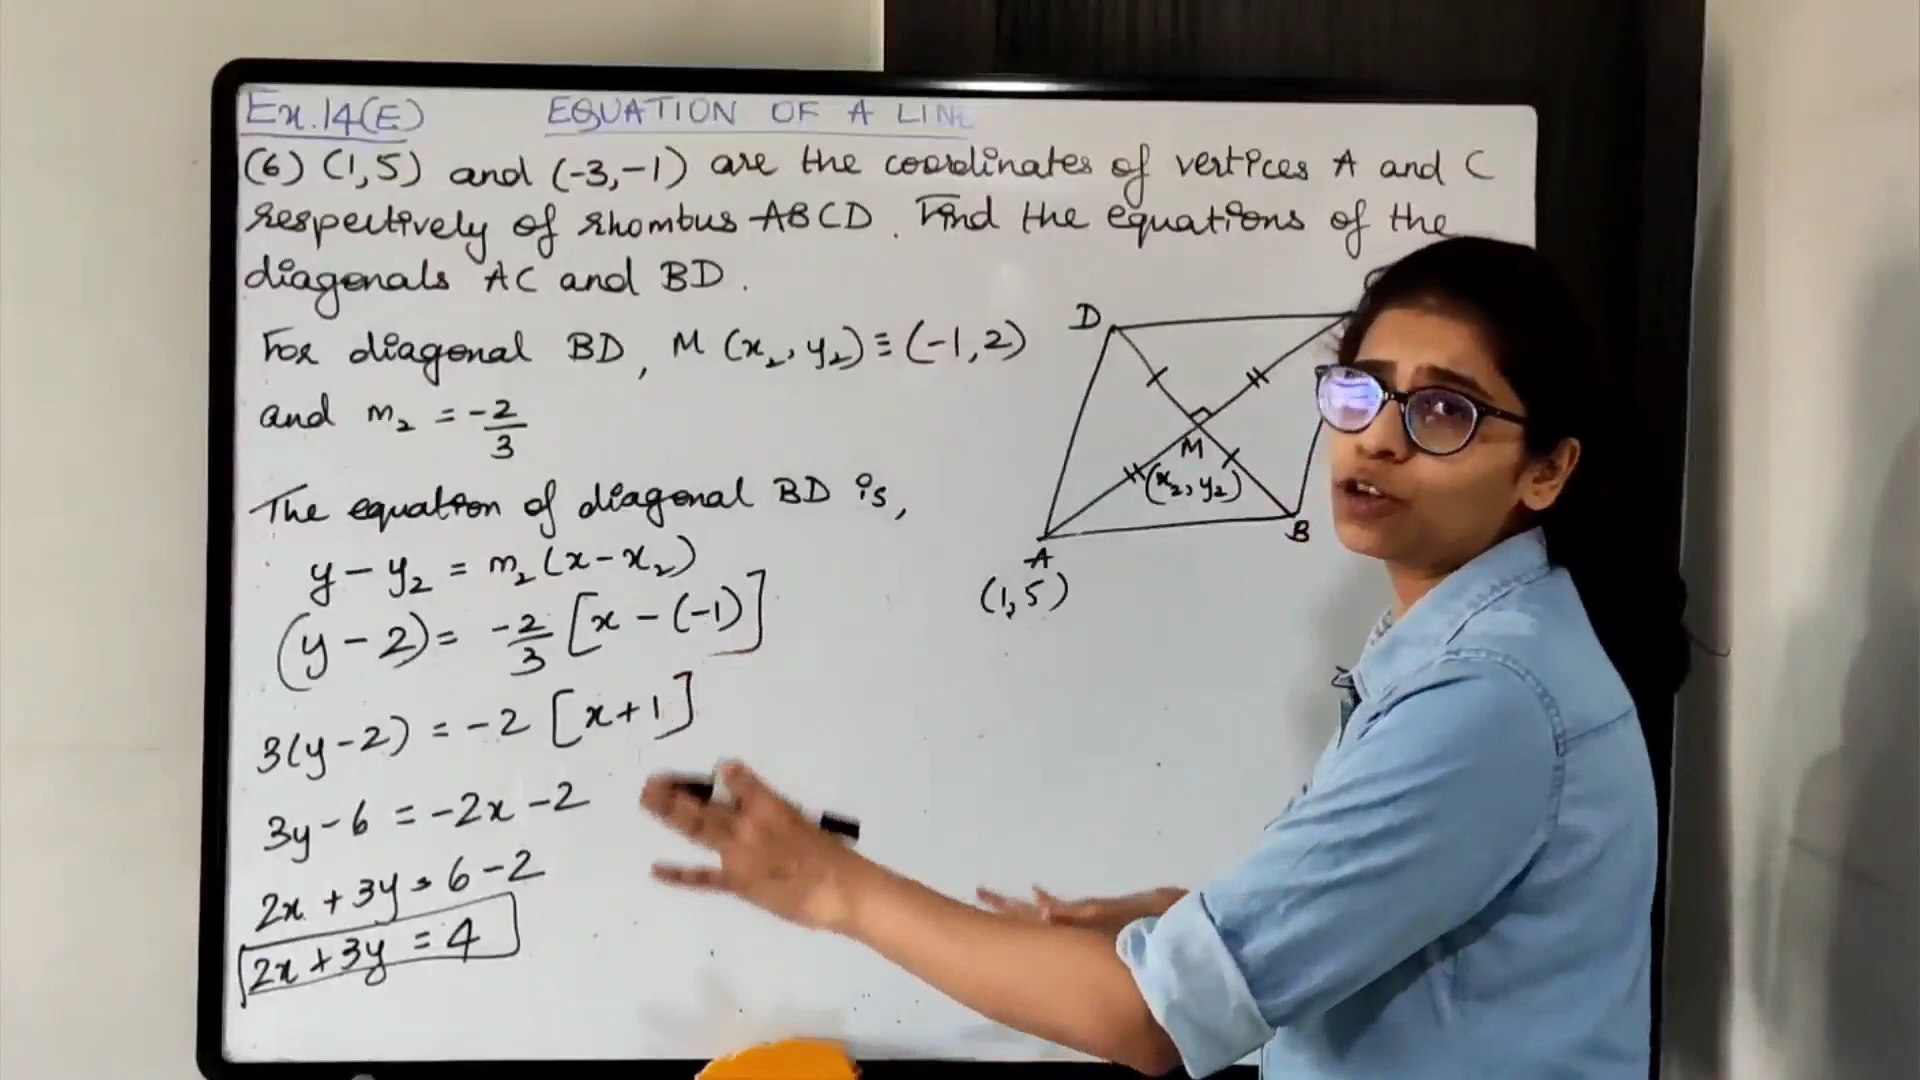 Ex.14(E) EQUATION OF A LINE
(6) (1,5) and (-3,-1) are the coordinates of vertices A and C
respectively of rhombus ABCD. Find the equations of the
diagonals AC and BD.
For diagonal BD, M (x₂, y₂) ≡ (-1,2)
and m₂ = -2/3
The equation of diagonal BD is,
y - y₂ = m₂ (x - x₂)
(y - 2) = -2/3 [x - (-1)]
3(y - 2) = -2 [x + 1]
3y - 6 = -2x - 2
2x + 3y = 6 - 2
2x + 3y = 4
D
M
(x₂, y₂)
B
A
(1,5)